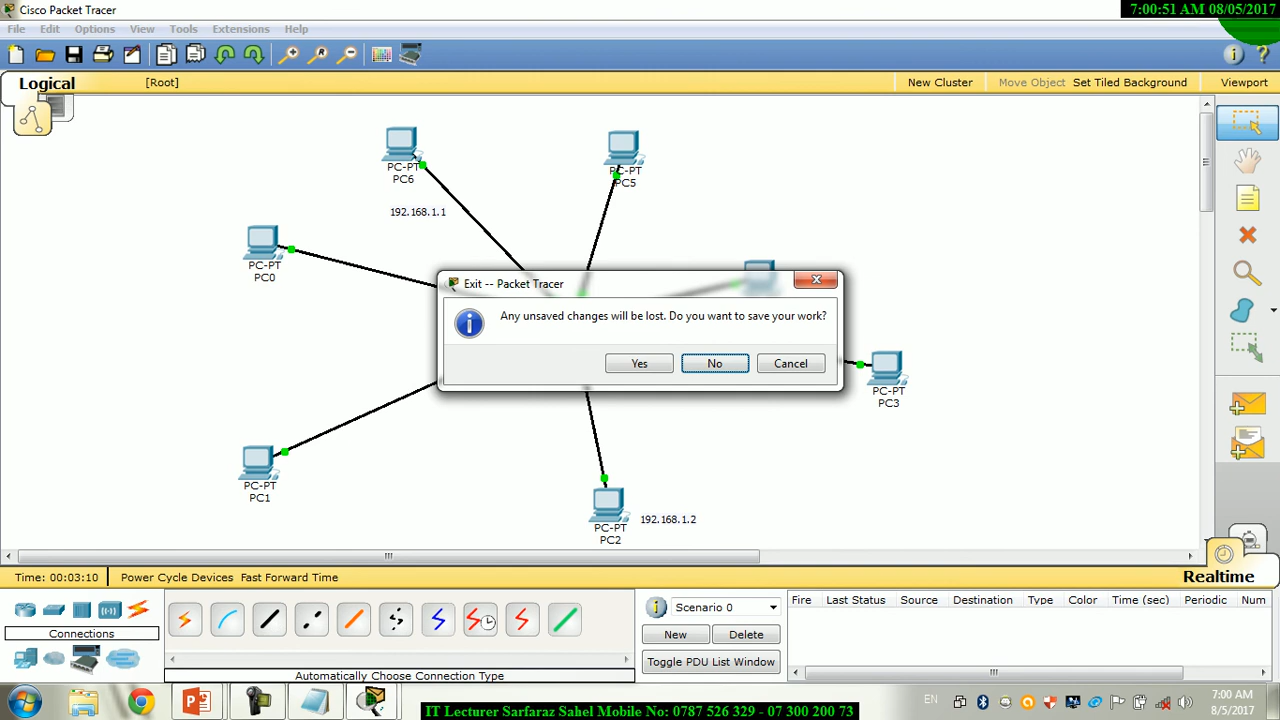 Cisco Packet Tracer
7:00:51 AM 08/05/2017
File Edit Options View Tools Extensions Help
Logical
[Root]
New Cluster
Move Object
Set Tiled Background
Viewport
PC-PT
PC6
PC-PT
PC5
192.168.1.1
PC-PT
PC0
Exit -- Packet Tracer
Any unsaved changes will be lost. Do you want to save your work?
Yes
No
Cancel
PC-PT
PC3
PC-PT
PC1
PC-PT
PC2
192.168.1.2
Time: 00:03:10
Power Cycle Devices Fast Forward Time
Realtime
Scenario 0
Fire Last Status Source Destination Type Color Time (sec) Periodic Num
Connections
New
Delete
Toggle PDU List Window
Automatically Choose Connection Type
EN
7:00 AM
8/5/2017
IT Lecturer Sarfaraz Sahel Mobile No: 0787 526 329 - 07 300 200 73